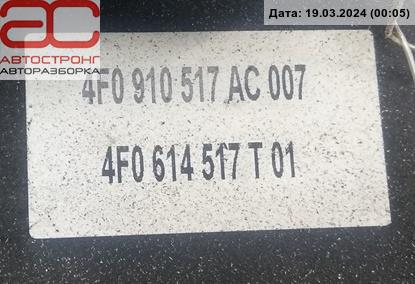 Дата: 19.03.2024 (00:05)
АС
АВТОСТРОНГ
АВТОРАЗБОРКА
4F0 910 517 AC 007
4F0 614 517 T 01